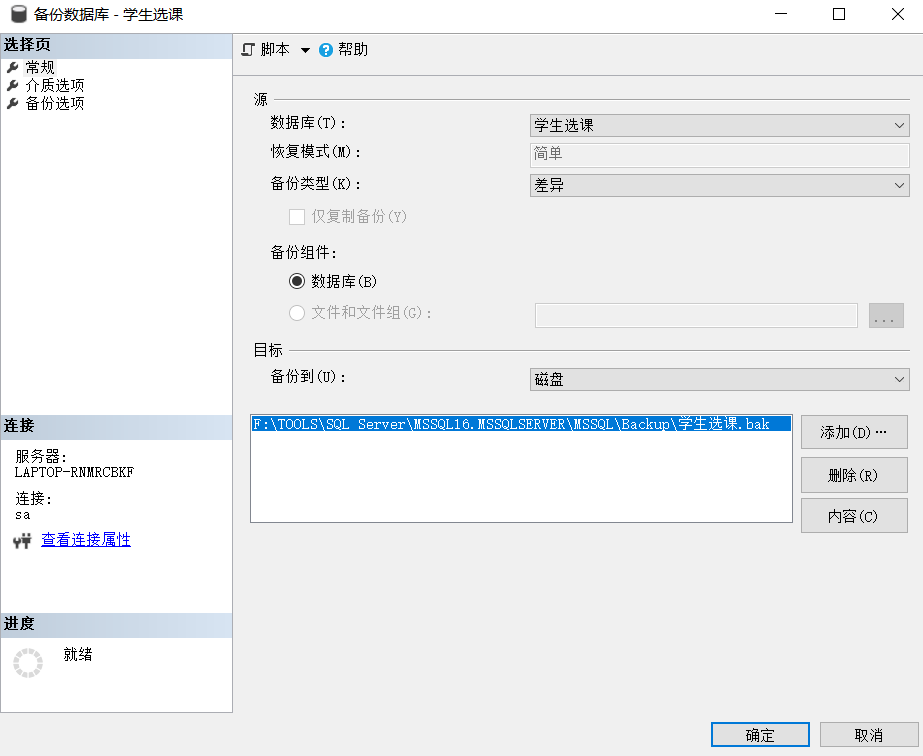 备份数据库 - 学生选课
选择页
常规
介质选项
备份选项
脚本 帮助
源
数据库(T):
学生选课
恢复模式(M):
简单
备份类型(K):
差异
仅复制备份(Y)
备份组件:
数据库(B)
文件和文件组(G):
...
目标
备份到(U):
磁盘
F:\TOOLS\SQL Server\MSSQL16.MSSQLSERVER\MSSQL\Backup\学生选课.bak
添加(D)…
删除(R)
内容(C)
连接
服务器:
LAPTOP-RNMRCBKF
连接:
sa
查看连接属性
进度
就绪
确定
取消